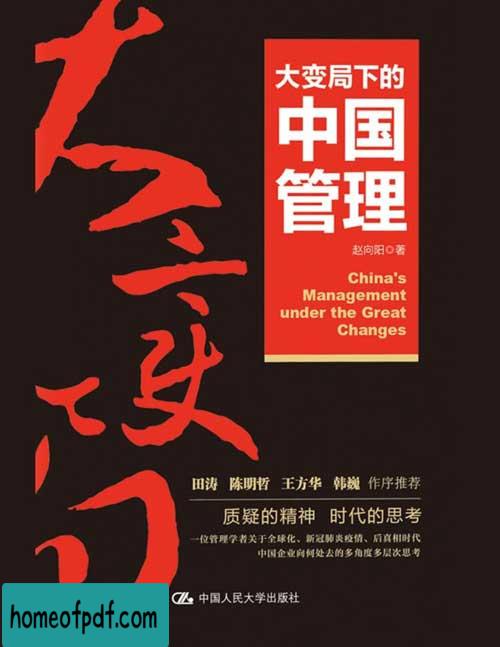 大变局
大变局下的
中国
管理
赵向阳◎著
China's
Management
under the Great
Changes
田涛 陈明哲 王方华 韩巍 作序推荐
质疑的精神 时代的思考
一位管理学者关于全球化、新冠肺炎疫情、后真相时代
中国企业向何处去的多角度多层次思考
中国人民大学出版社
homeofpdf.com